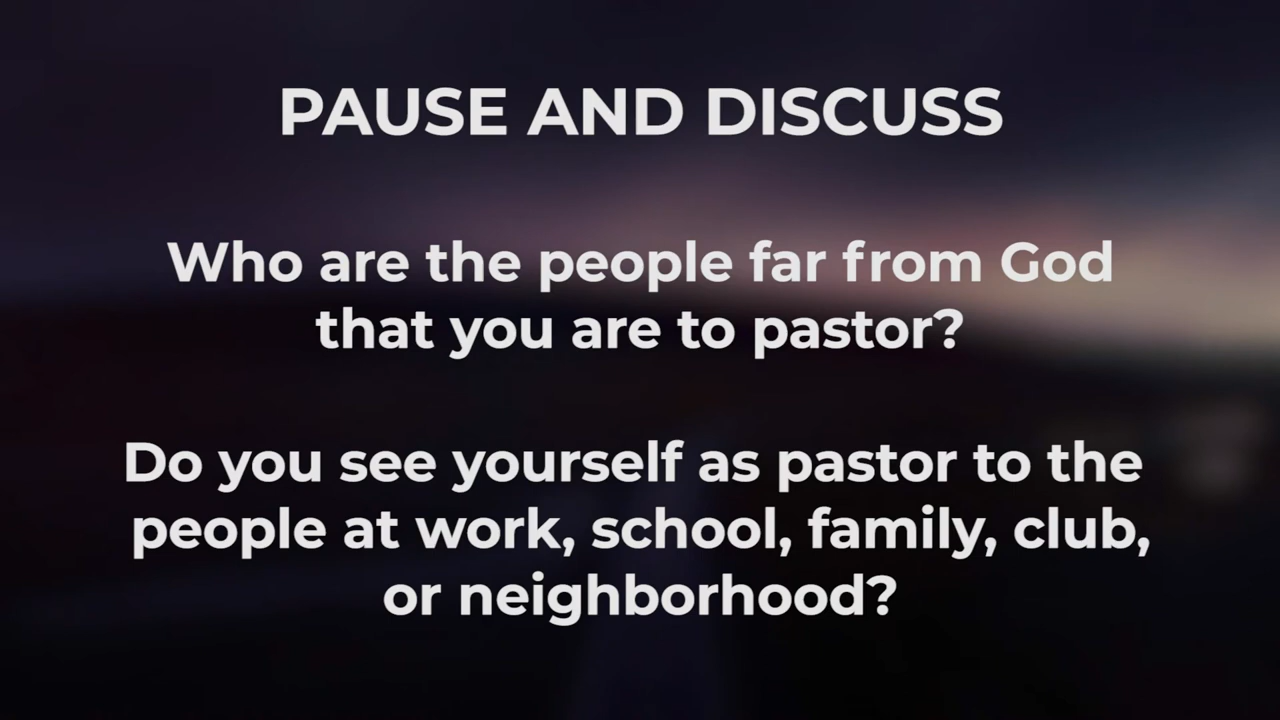 PAUSE AND DISCUSS
Who are the people far from God
that you are to pastor?
Do you see yourself as pastor to the
people at work, school, family, club,
or neighborhood?